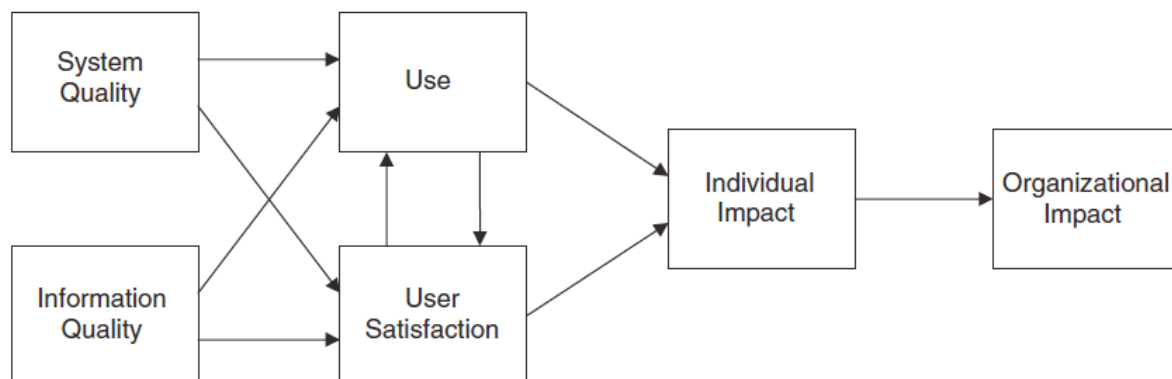 System
Quality
Use
Individual
Impact
Organizational
Impact
Information
Quality
User
Satisfaction